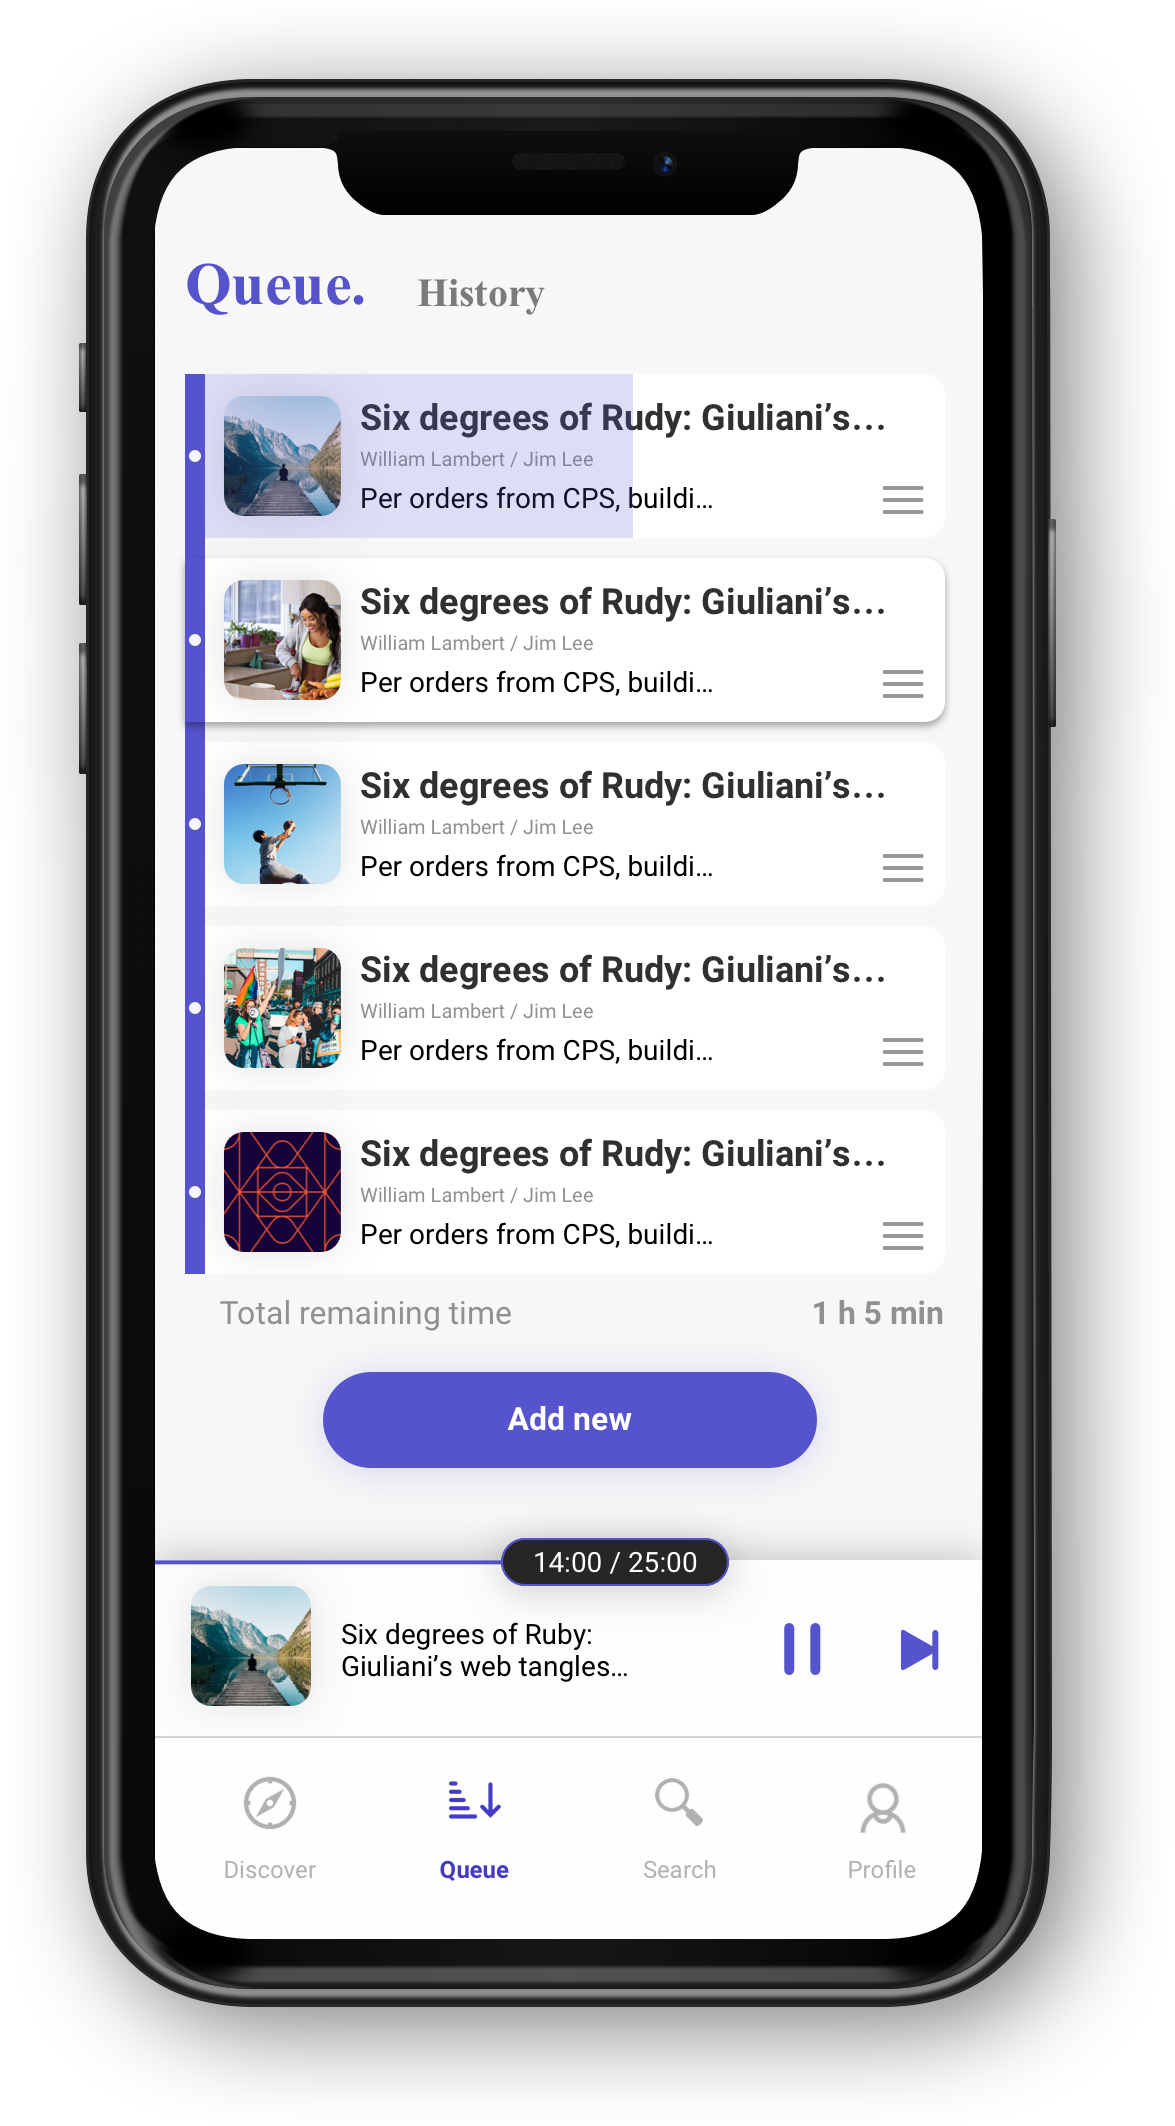 Queue. History
Six degrees of Rudy: Giuliani’s...
William Lambert / Jim Lee
Per orders from CPS, buildi...
Six degrees of Rudy: Giuliani’s...
William Lambert / Jim Lee
Per orders from CPS, buildi...
Six degrees of Rudy: Giuliani’s...
William Lambert / Jim Lee
Per orders from CPS, buildi...
Six degrees of Rudy: Giuliani’s...
William Lambert / Jim Lee
Per orders from CPS, buildi...
Six degrees of Rudy: Giuliani’s...
William Lambert / Jim Lee
Per orders from CPS, buildi...
Total remaining time 1 h 5 min
Add new
14:00 / 25:00
Six degrees of Ruby:
Giuliani’s web tangles...
Discover Queue Search Profile